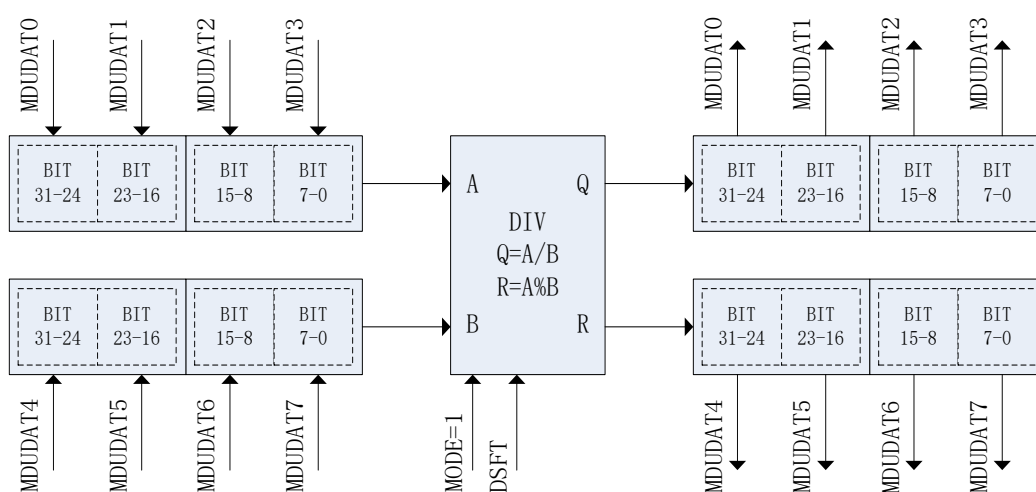 MDUDAT0
MDUDAT1
MDUDAT2
MDUDAT3
MDUDAT0
MDUDAT1
MDUDAT2
MDUDAT3
BIT
31-24
BIT
23-16
BIT
15-8
BIT
7-0
A
Q
DIV
Q=A/B
R=A%B
B
R
BIT
31-24
BIT
23-16
BIT
15-8
BIT
7-0
BIT
31-24
BIT
23-16
BIT
15-8
BIT
7-0
BIT
31-24
BIT
23-16
BIT
15-8
BIT
7-0
MDUDAT4
MDUDAT5
MDUDAT6
MDUDAT7
MODE=1
DSFT
MDUDAT4
MDUDAT5
MDUDAT6
MDUDAT7